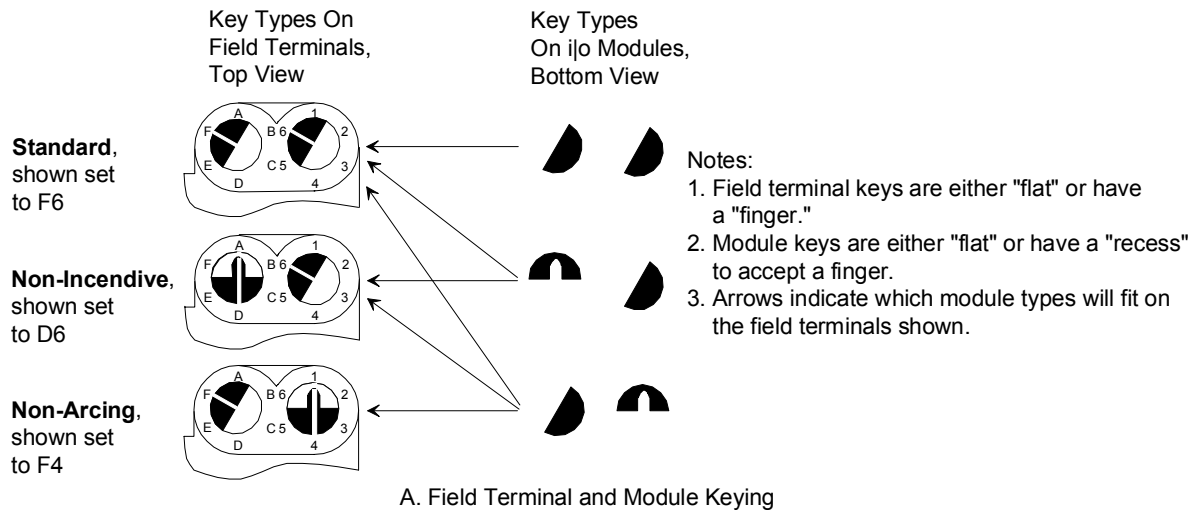 Key Types On
Field Terminals,
Top View
Key Types
On i|o Modules,
Bottom View
Standard,
shown set
to F6
A
B
C
D
E
F
1
2
3
4
5
6
Non-Incendive,
shown set
to D6
A
B
C
D
E
F
1
2
3
4
5
6
Non-Arcing,
shown set
to F4
A
B
C
D
E
F
1
2
3
4
5
6
Notes:
1. Field terminal keys are either "flat" or have
a "finger."
2. Module keys are either "flat" or have a "recess"
to accept a finger.
3. Arrows indicate which module types will fit on
the field terminals shown.
A. Field Terminal and Module Keying